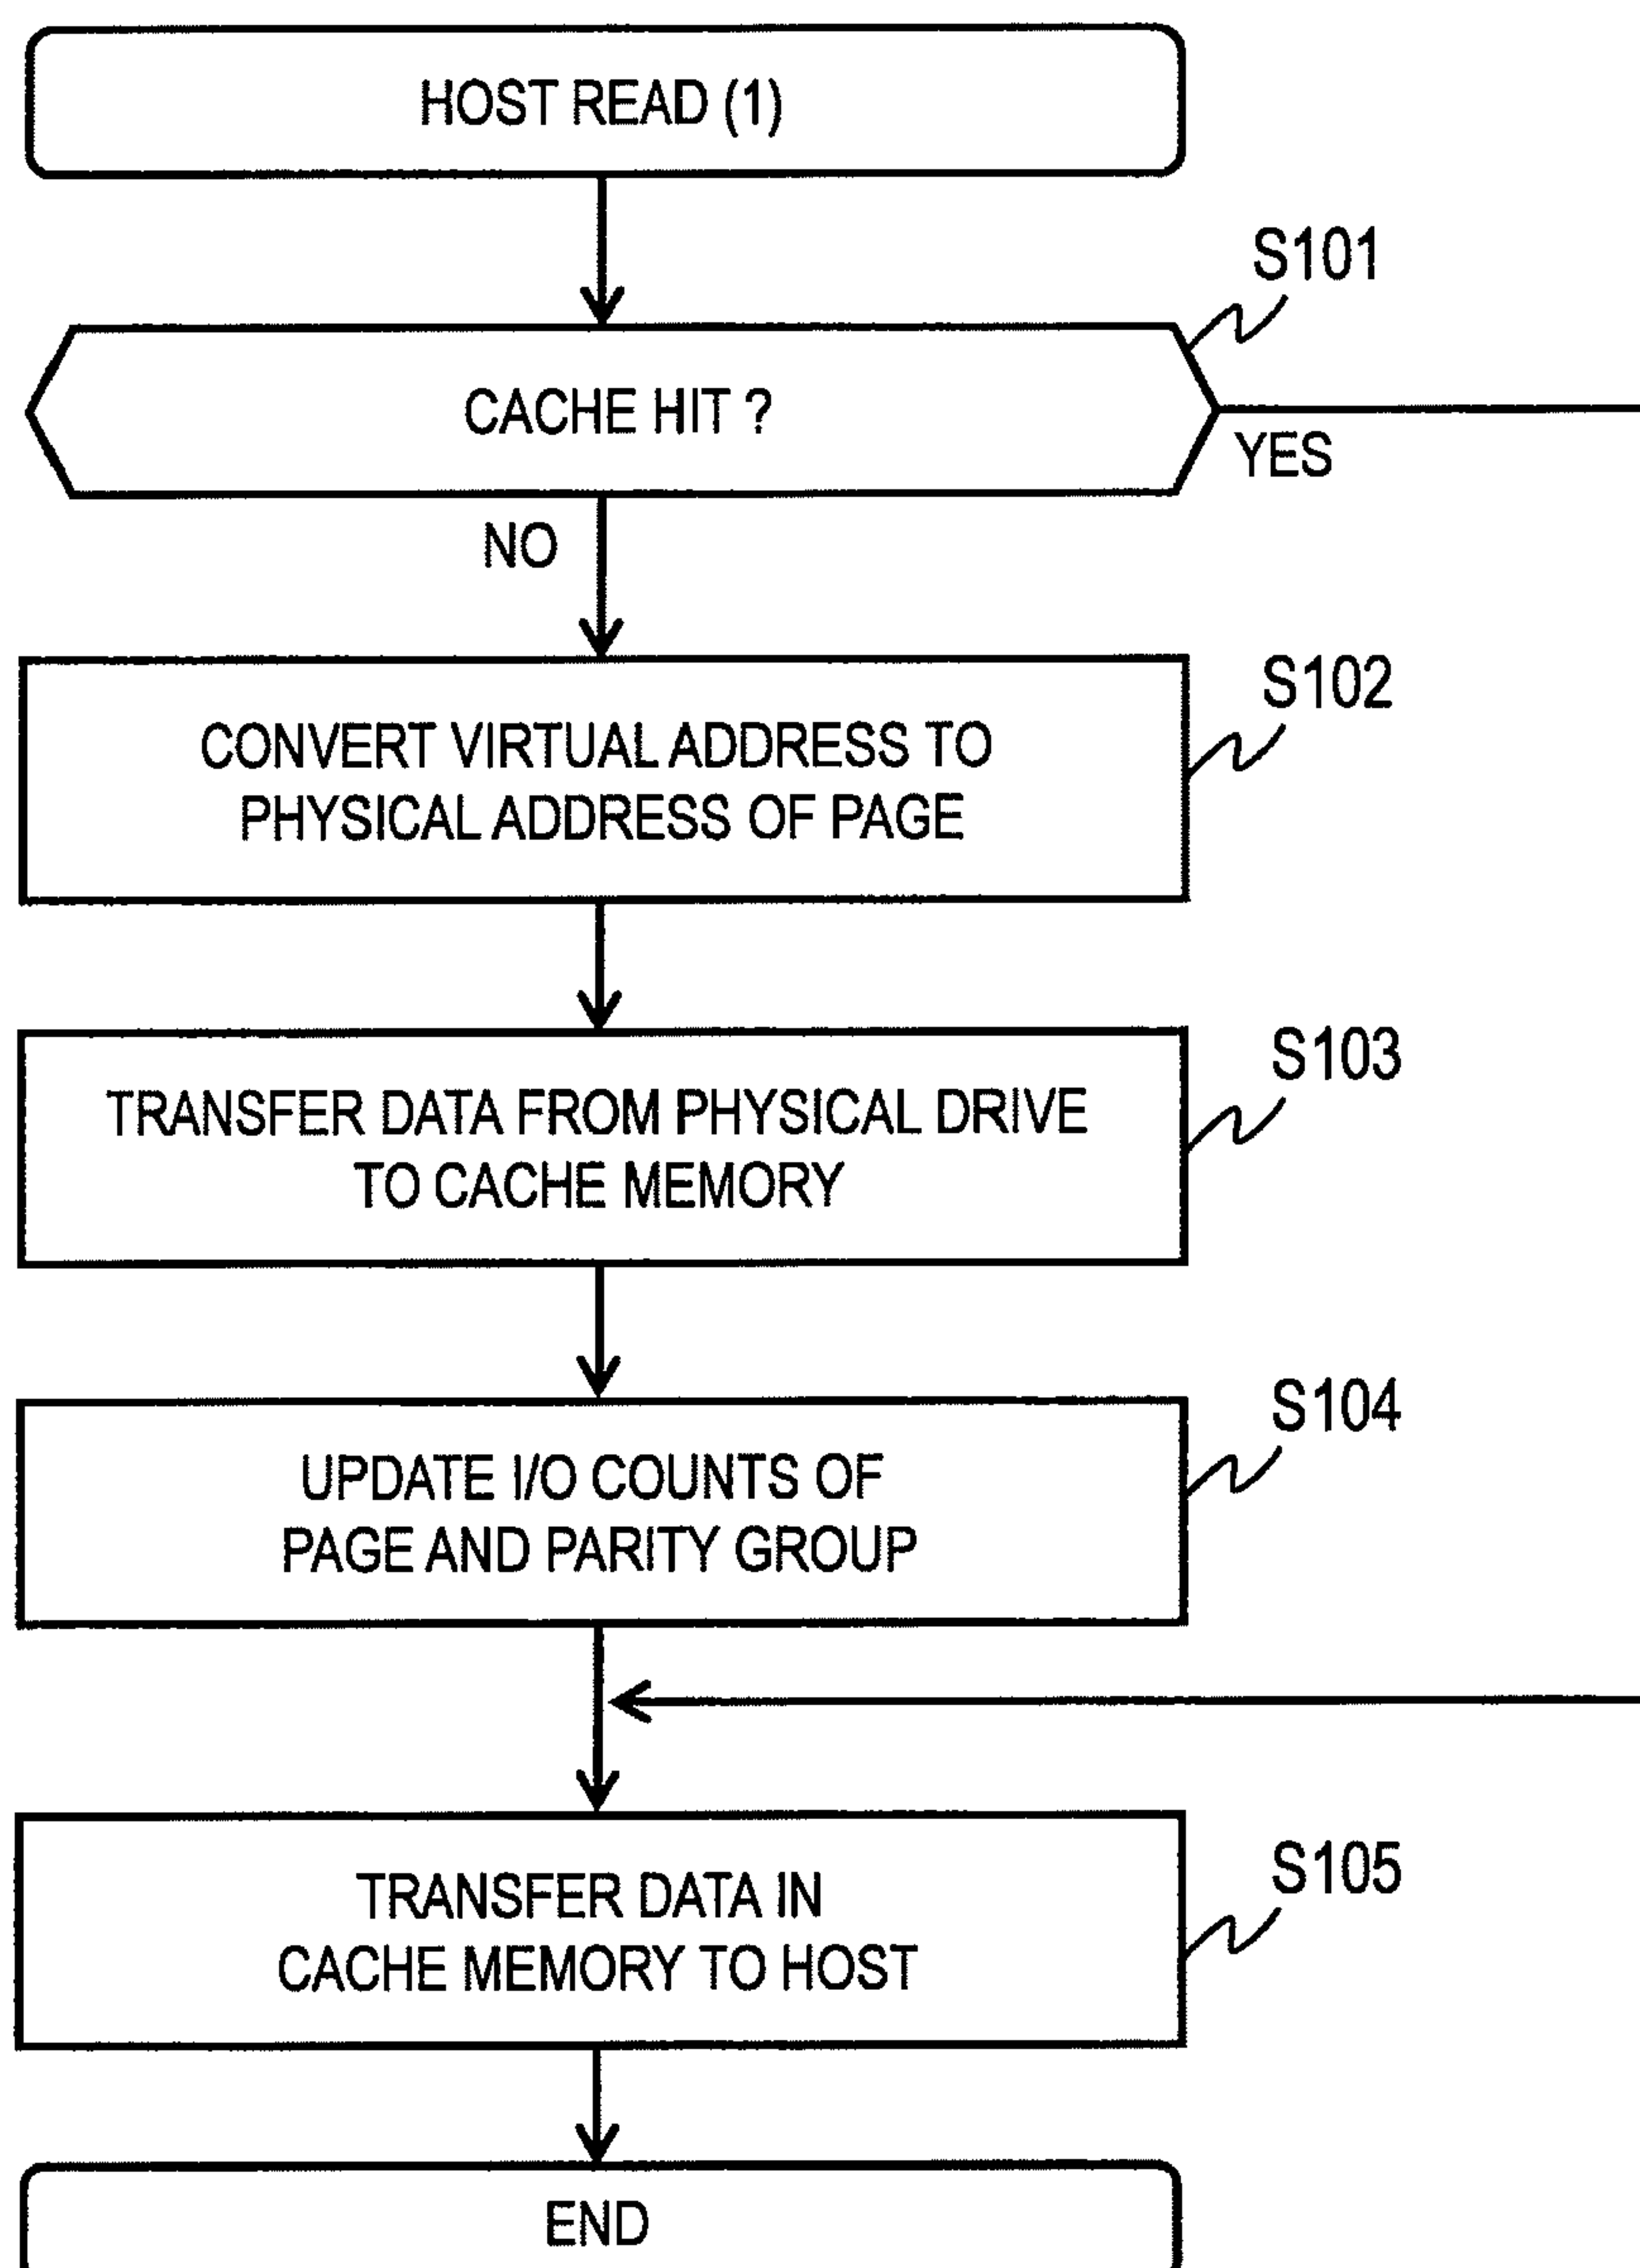 HOST READ (1)
S101
CACHE HIT ?
YES
NO
S102
CONVERT VIRTUAL ADDRESS TO
PHYSICAL ADDRESS OF PAGE
S103
TRANSFER DATA FROM PHYSICAL DRIVE
TO CACHE MEMORY
S104
UPDATE I/O COUNTS OF
PAGE AND PARITY GROUP
S105
TRANSFER DATA IN
CACHE MEMORY TO HOST
END